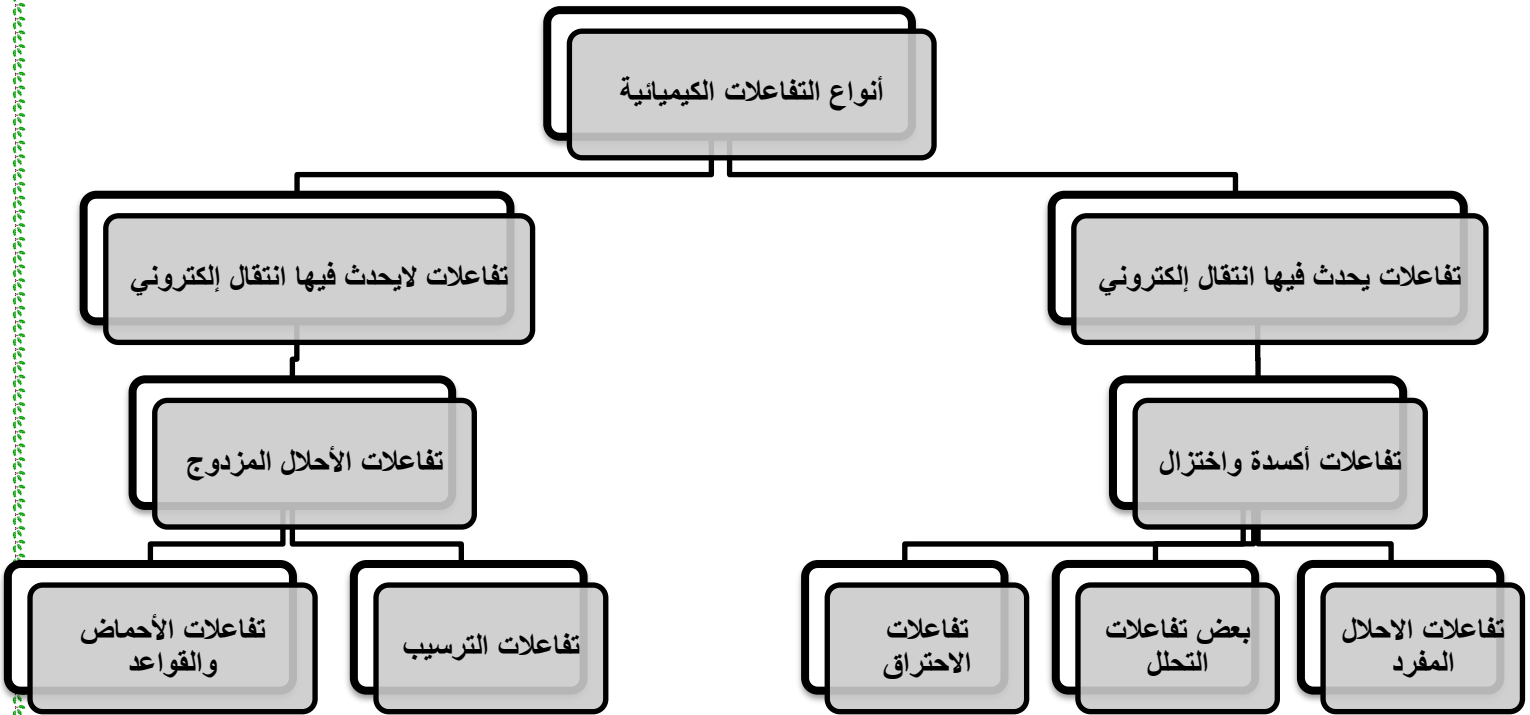 أنواع التفاعلات الكيميائية
تفاعلات يحدث فيها انتقال إلكتروني
تفاعلات لايحدث فيها انتقال إلكتروني
تفاعلات أكسدة واختزال
تفاعلات الأحلال المزدوج
تفاعلات الاحلال
المفرد
بعض تفاعلات
التحلل
تفاعلات
الاحتراق
تفاعلات الترسيب
تفاعلات الأحماض
والقواعد